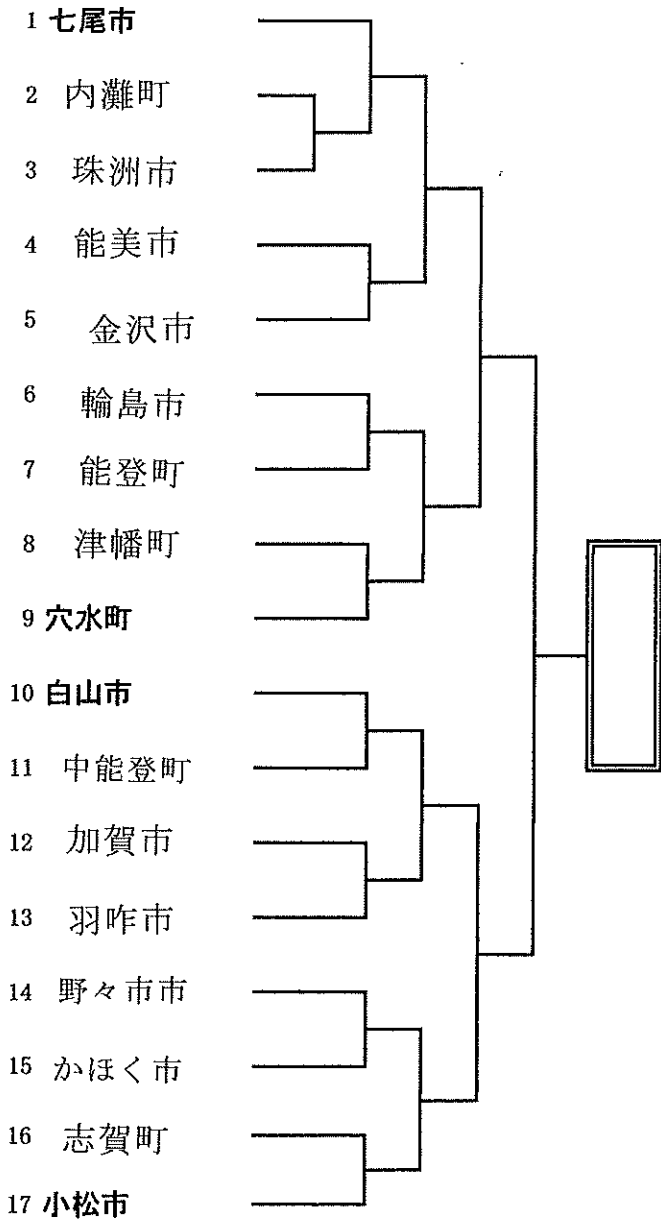 1 七尾市
2 内灘町
3 珠洲市
4 能美市
5 金沢市
6 輪島市
7 能登町
8 津幡町
9 穴水町
10 白山市
11 中能登町
12 加賀市
13 羽咋市
14 野々市市
15 かほく市
16 志賀町
17 小松市